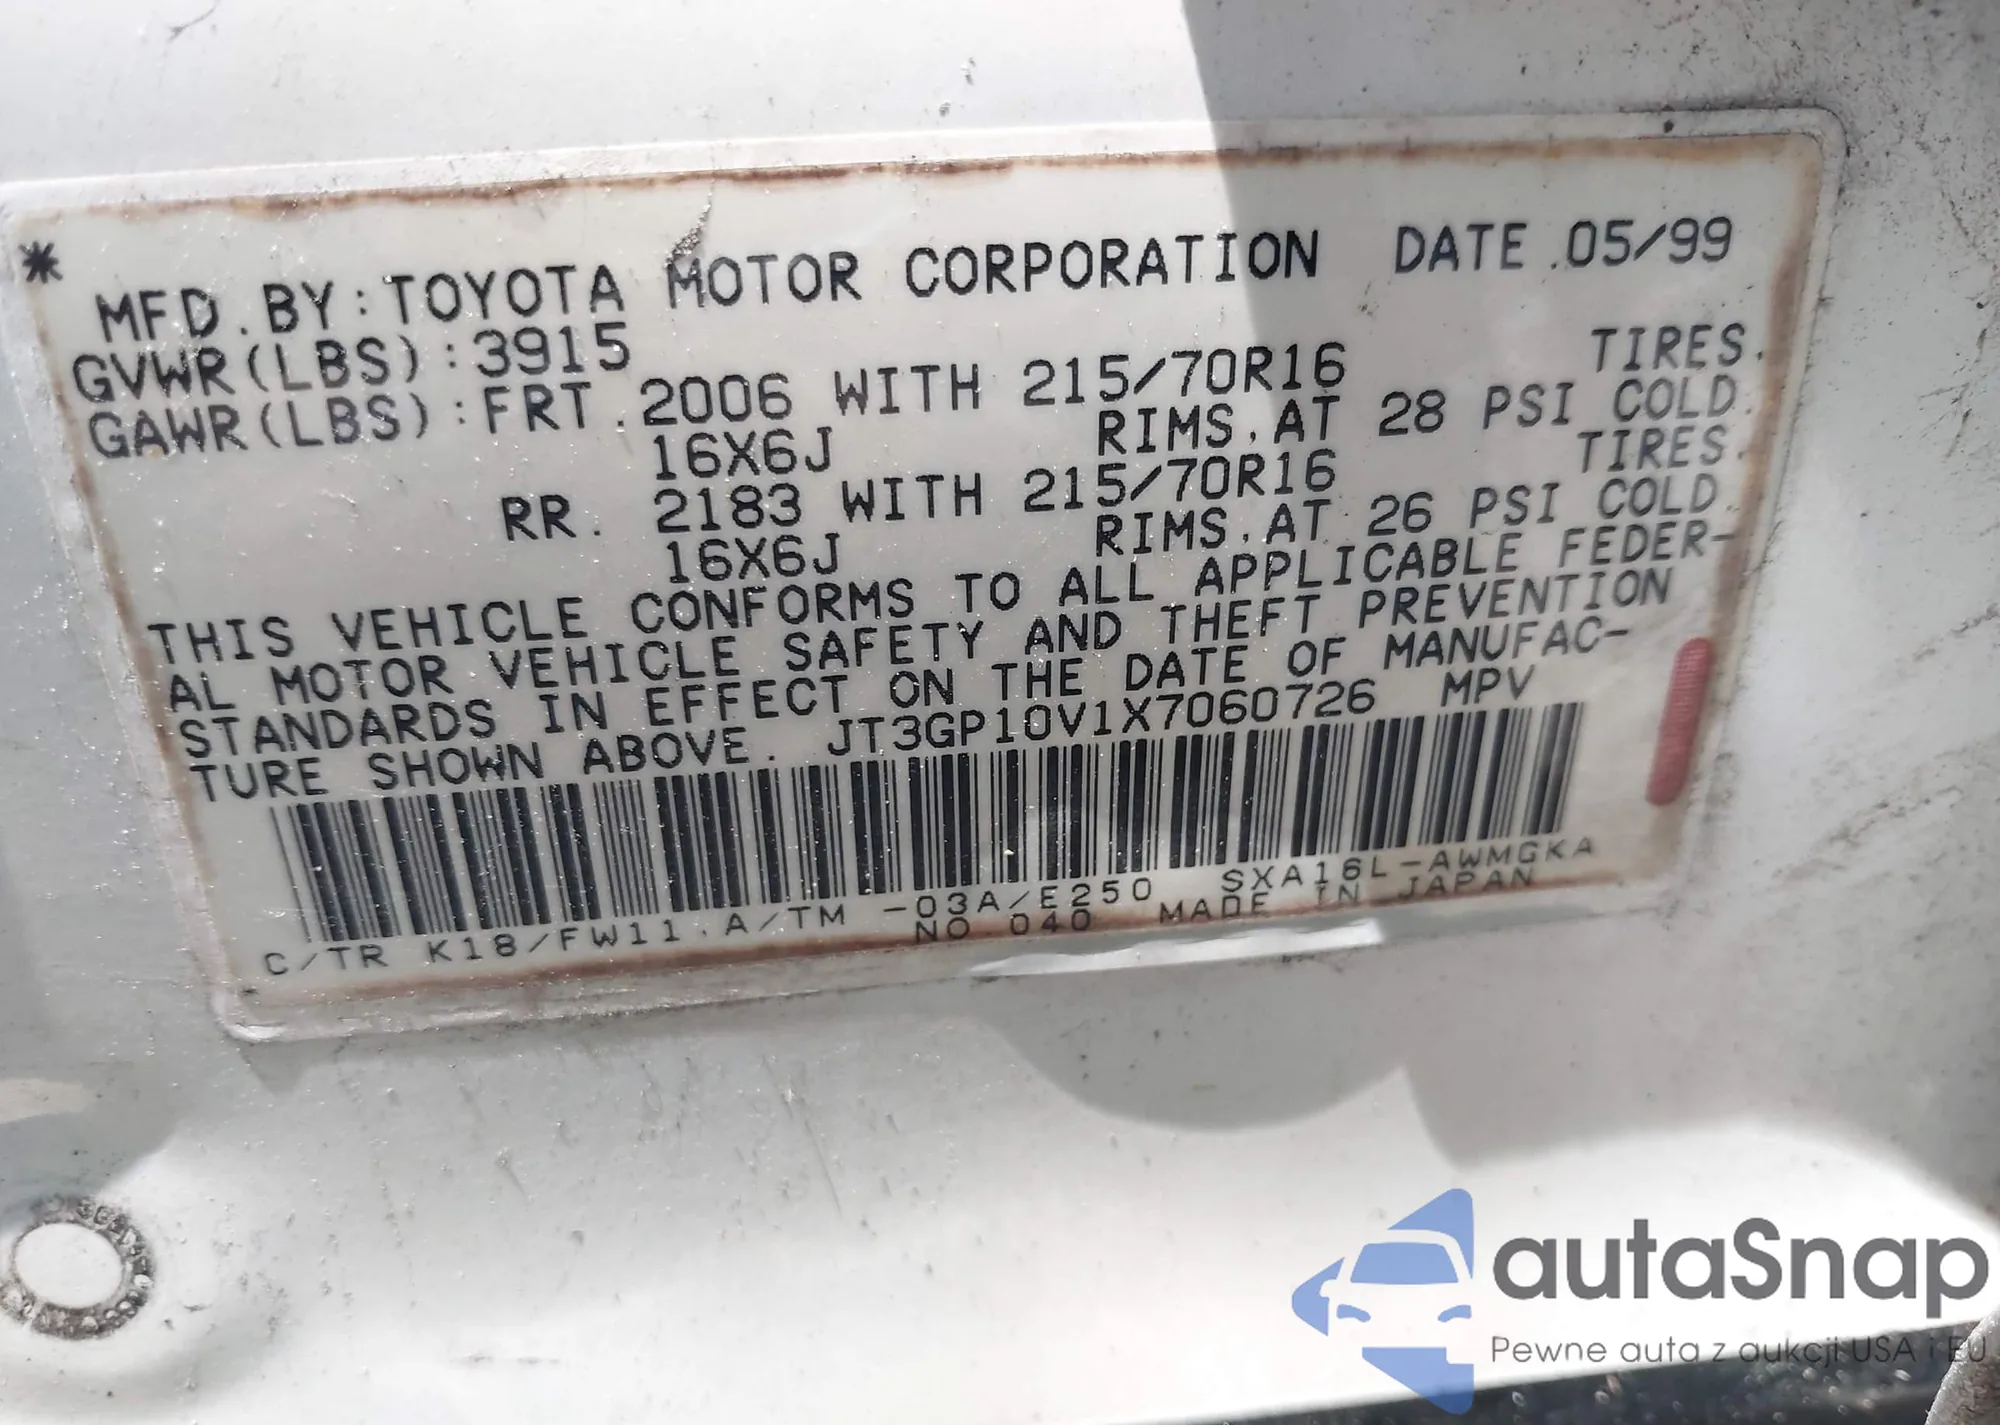 *
MFD.BY:TOYOTA MOTOR CORPORATION DATE.05/99
GVWR(LBS):3915
GAWR(LBS):FRT.2006 WITH 215/70R16 TIRES.
16X6J RIMS.AT 28 PSI COLD.
RR. 2183 WITH 215/70R16 TIRES.
16X6J RIMS.AT 26 PSI COLD.
THIS VEHICLE CONFORMS TO ALL APPLICABLE FEDER-
AL MOTOR VEHICLE SAFETY AND THEFT PREVENTION
STANDARDS IN EFFECT ON THE DATE OF MANUFAC-
TURE SHOWN ABOVE. JT3GP10V1X7060726 MPV
C/TR K18/FW11.A/TM -03A/E250 SXA16L-AWMGKA
NO 040 MADE IN JAPAN
autaSnap
Pewne auta z aukcji USA i EU